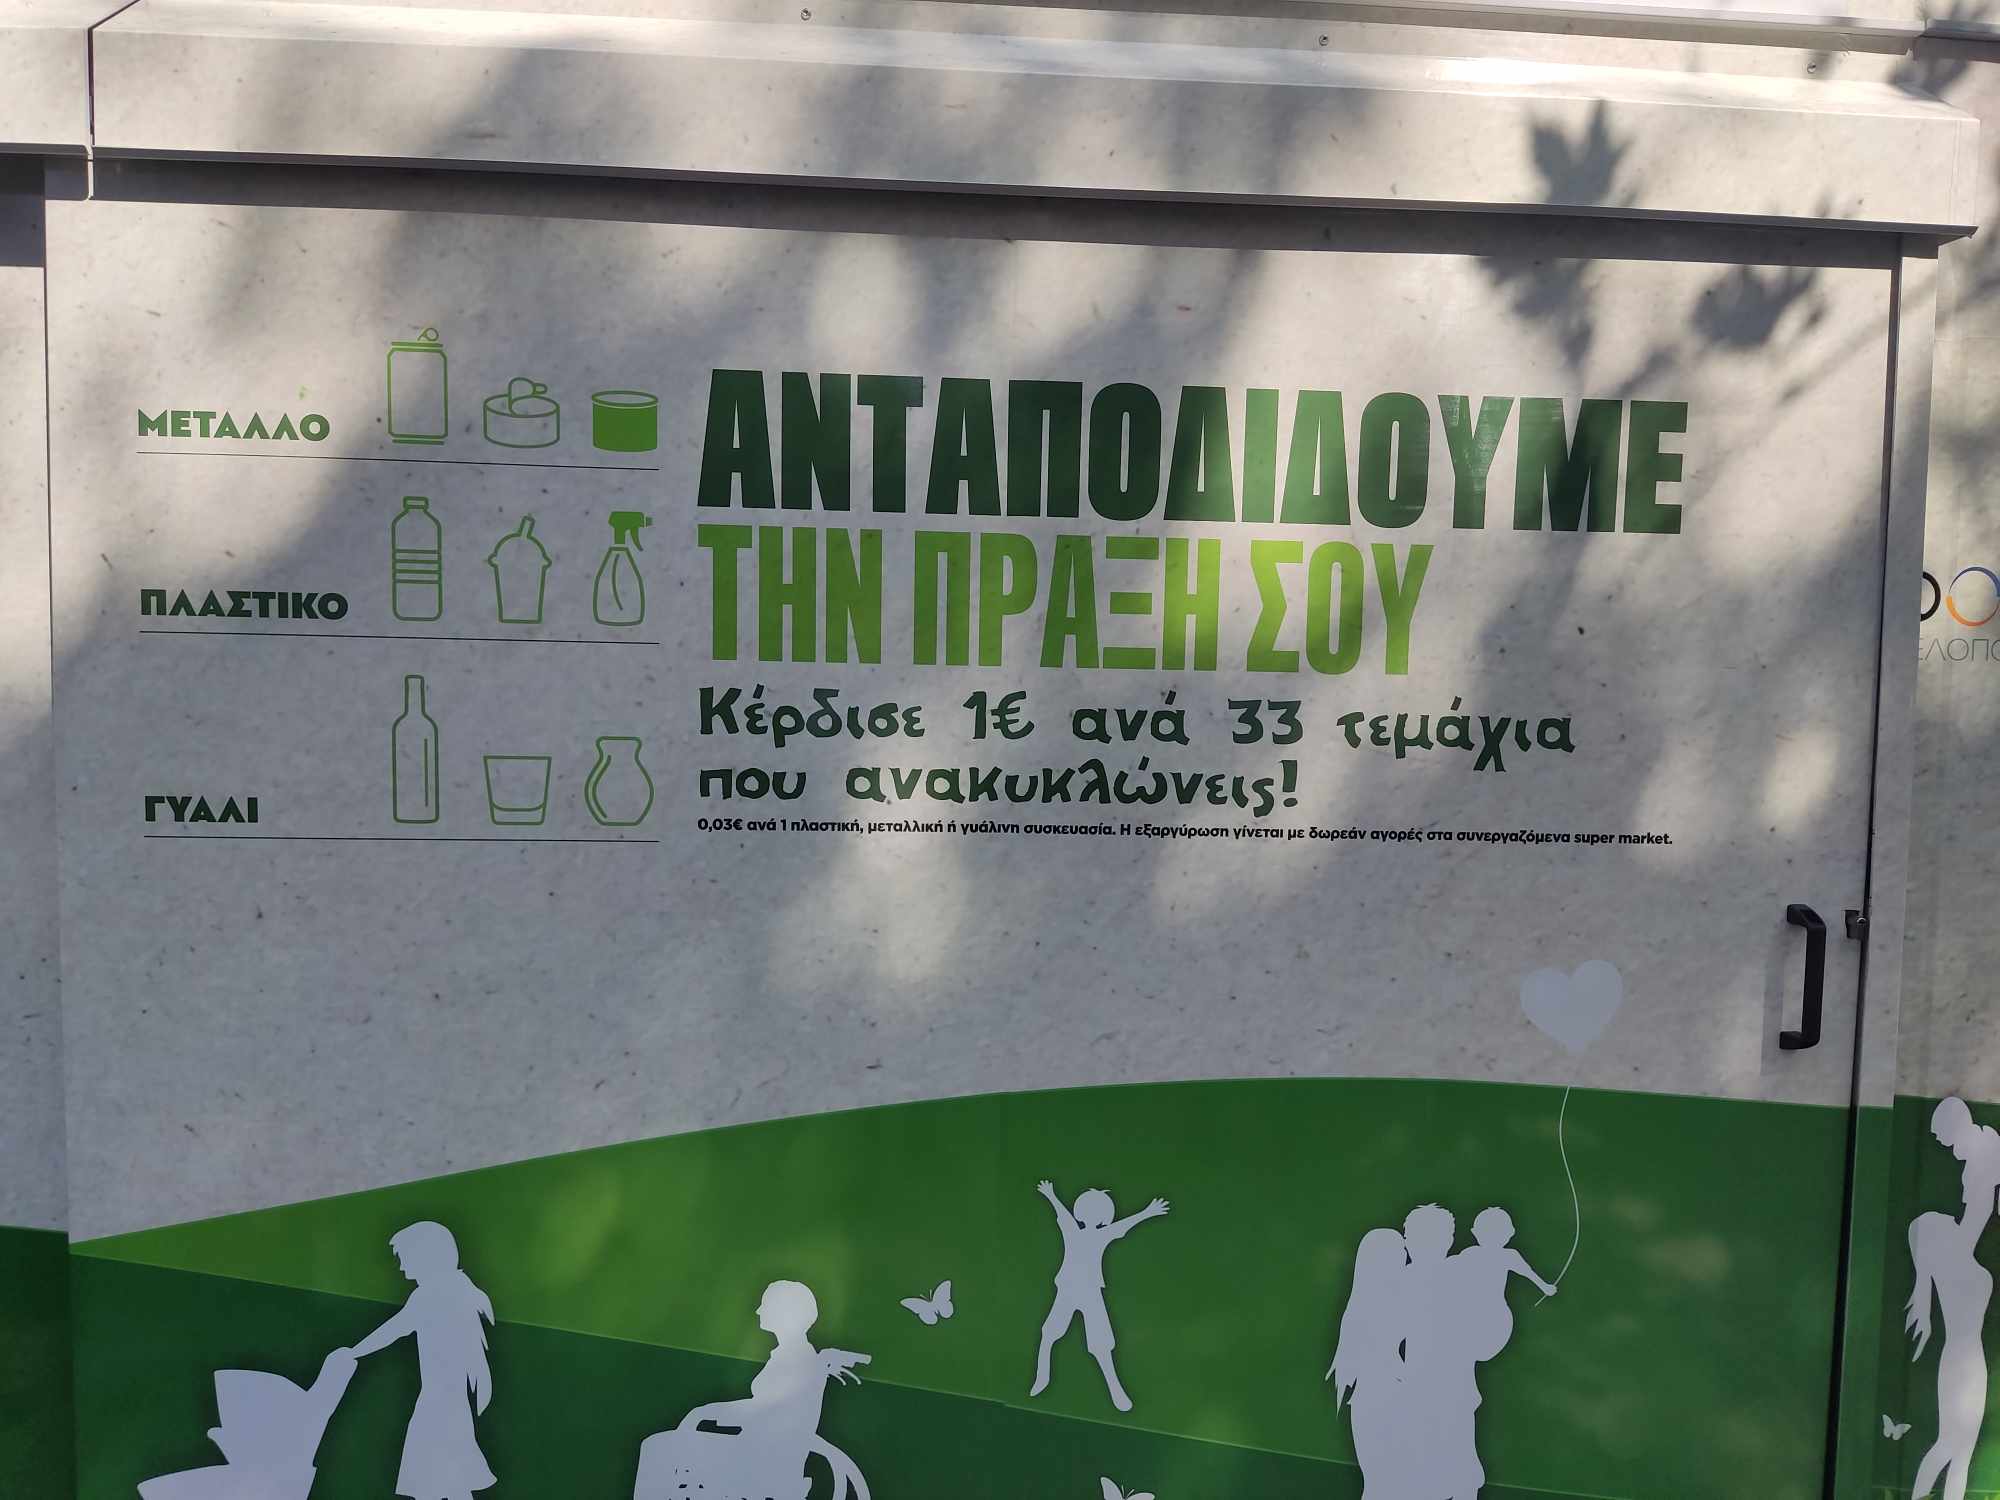 ΜΕΤΑΛΛΟ
ΠΛΑΣΤΙΚΟ
ΓΥΑΛΙ
ΑΝΤΑΠΟΔΙΔΟΥΜΕ
ΤΗΝ ΠΡΑΞΗ ΣΟΥ
Κέρδισε 1€ ανά 33 τεμάχια
που ανακυκλώνεις!
0,03€ ανά 1 πλαστική, μεταλλική ή γυάλινη συσκευασία. Η εξαργύρωση γίνεται με δωρεάν αγορές στα συνεργαζόμενα super market.